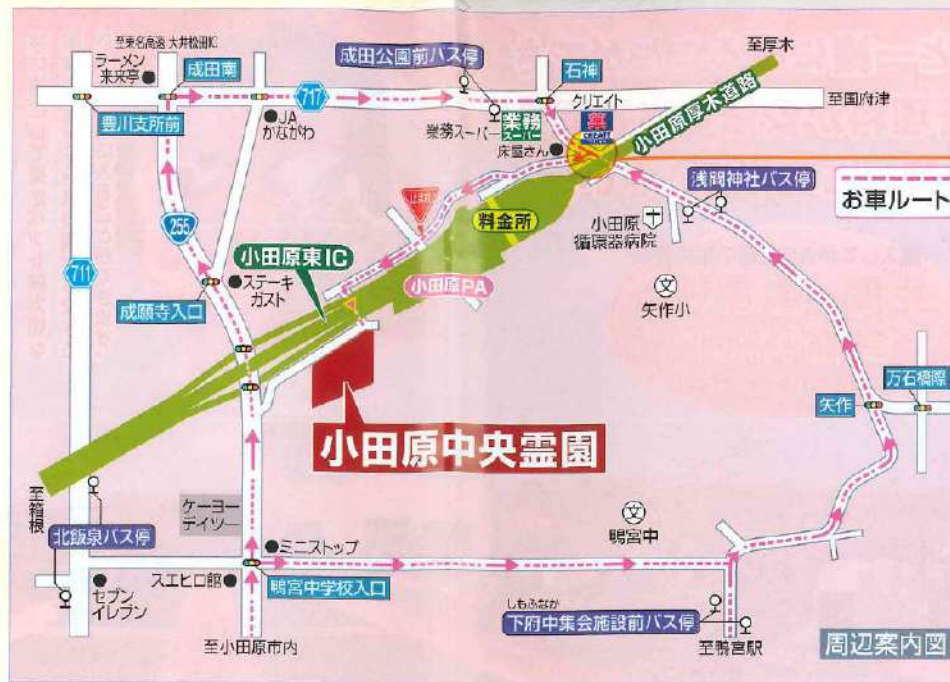 至東名高速 大井松田IC
ラーメン
来来亭
成田南
成田公園前バス停
石神
至厚木
717
クリエイト
至国府津
豊川支所前
JA
かながわ
業務スーパー
業務
スーパー
薬
CREATE
床屋さん
小田原厚木道路
浅間神社バス停
お車ルート
255
止まれ
料金所
小田原
循環器病院
小田原東IC
711
ステーキ
ガスト
小田原PA
文
矢作小
成願寺入口
万石橋際
矢作
小田原中央霊園
至箱根
ケーヨー
デイツー
文
鴨宮中
北飯泉バス停
ミニストップ
セブン
イレブン
スエヒロ館
鴨宮中学校入口
しもふなか
下府中集会施設前バス停
至小田原市内
至鴨宮駅
周辺案内図